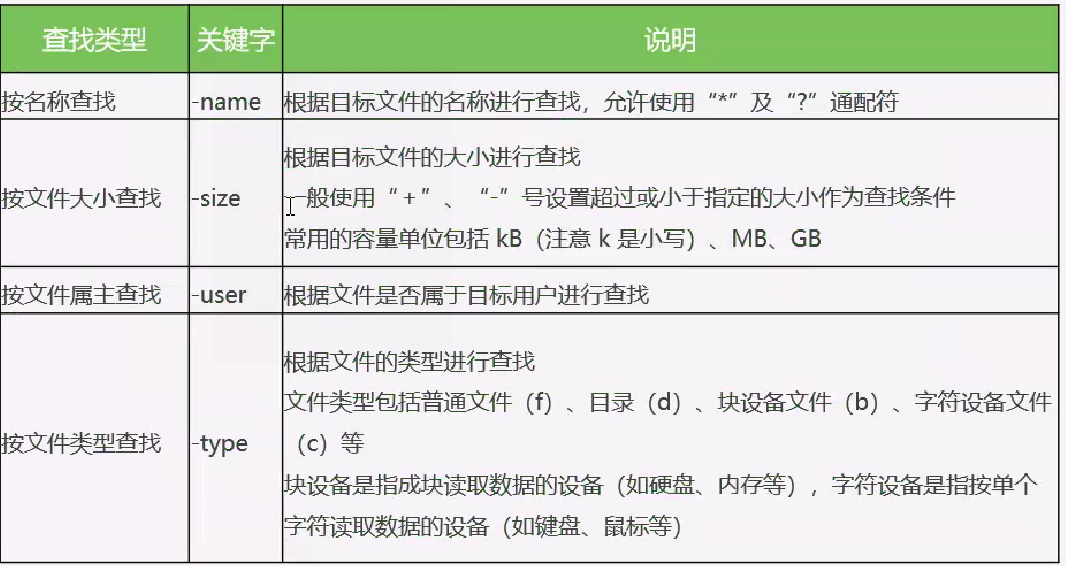 查找类型 关键字 说明
按名称查找 -name 根据目标文件的名称进行查找，允许使用“*”及“?”通配符
根据目标文件的大小进行查找
按文件大小查找 -size 一般使用“+”、“-”号设置超过或小于指定的大小作为查找条件
常用的容量单位包括 kB（注意 k 是小写）、MB、GB
按文件属主查找 -user 根据文件是否属于目标用户进行查找
根据文件的类型进行查找
文件类型包括普通文件（f）、目录（d）、块设备文件（b）、字符设备文件
按文件类型查找 -type （c）等
块设备是指成块读取数据的设备（如硬盘、内存等），字符设备是指按单个
字符读取数据的设备（如键盘、鼠标等）